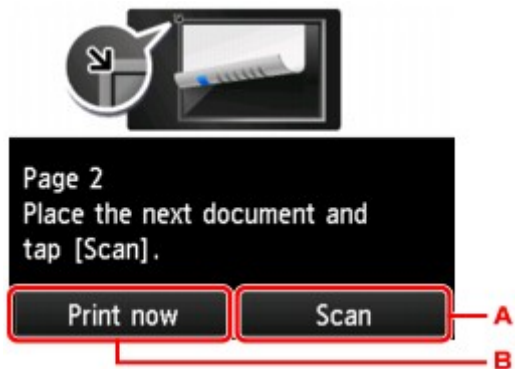 Page 2
Place the next document and
tap [Scan].
Print now
Scan
A
B